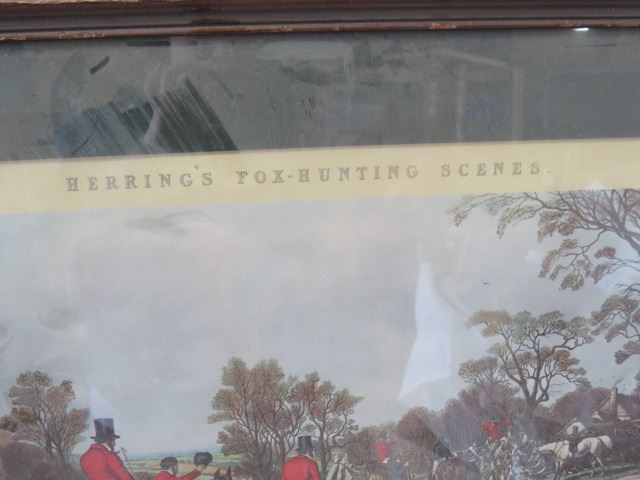 HERRING'S FOX-HUNTING SCENES.